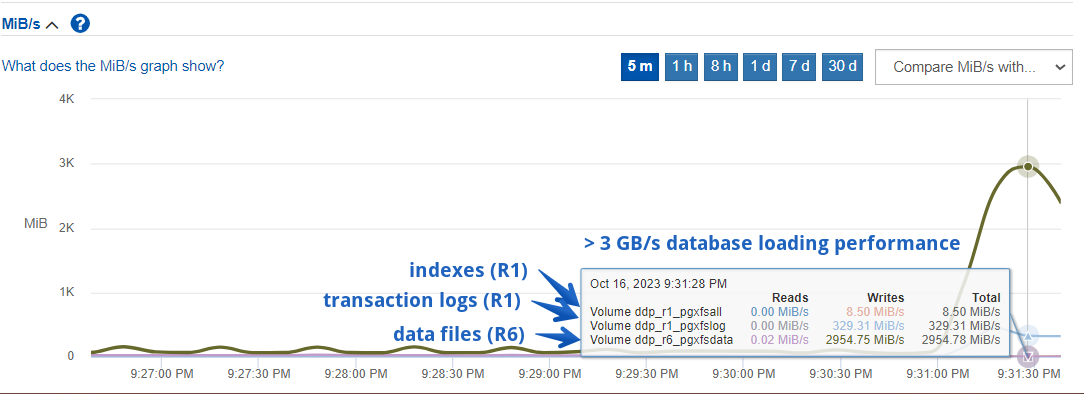 MiB/s
?
What does the MiB/s graph show?
5 m 1 h 8 h 1 d 7 d 30 d
Compare MiB/s with...
4K
3K
MiB
2K
1K
0
> 3 GB/s database loading performance
indexes (R1)
transaction logs (R1)
data files (R6)
Oct 16, 2023 9:31:28 PM
Reads Writes Total
Volume ddp_r1_pgxfsall 0.00 MiB/s 8.50 MiB/s 8.50 MiB/s
Volume ddp_r1_pgxfslog 0.00 MiB/s 329.31 MiB/s 329.31 MiB/s
Volume ddp_r6_pgxfsdata 0.02 MiB/s 2954.75 MiB/s 2954.78 MiB/s
M
9:27:00 PM 9:27:30 PM 9:28:00 PM 9:28:30 PM 9:29:00 PM 9:29:30 PM 9:30:00 PM 9:30:30 PM 9:31:00 PM 9:31:30 PM